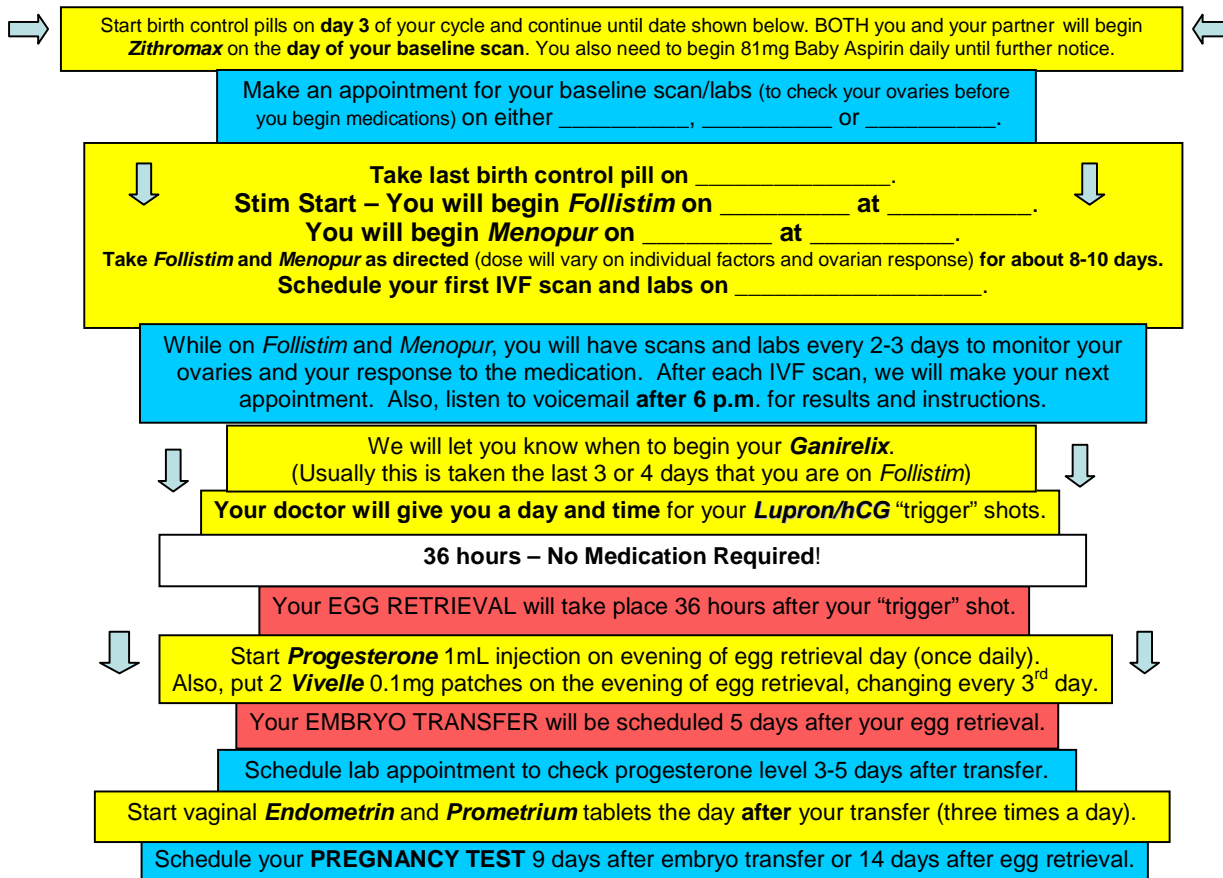 Start birth control pills on day 3 of your cycle and continue until date shown below. BOTH you and your partner will begin
Zithromax on the day of your baseline scan. You also need to begin 81mg Baby Aspirin daily until further notice.
Make an appointment for your baseline scan/labs (to check your ovaries before
you begin medications) on either __________, __________ or __________.
Take last birth control pill on _______________.
Stim Start – You will begin Follistim on _________ at __________.
You will begin Menopur on _________ at __________.
Take Follistim and Menopur as directed (dose will vary on individual factors and ovarian response) for about 8-10 days.
Schedule your first IVF scan and labs on _________________.
While on Follistim and Menopur, you will have scans and labs every 2-3 days to monitor your
ovaries and your response to the medication. After each IVF scan, we will make your next
appointment. Also, listen to voicemail after 6 p.m. for results and instructions.
We will let you know when to begin your Ganirelix.
(Usually this is taken the last 3 or 4 days that you are on Follistim)
Your doctor will give you a day and time for your Lupron/hCG “trigger” shots.
36 hours – No Medication Required!
Your EGG RETRIEVAL will take place 36 hours after your “trigger” shot.
Start Progesterone 1mL injection on evening of egg retrieval day (once daily).
Also, put 2 Vivelle 0.1mg patches on the evening of egg retrieval, changing every 3rd day.
Your EMBRYO TRANSFER will be scheduled 5 days after your egg retrieval.
Schedule lab appointment to check progesterone level 3-5 days after transfer.
Start vaginal Endometrin and Prometrium tablets the day after your transfer (three times a day).
Schedule your PREGNANCY TEST 9 days after embryo transfer or 14 days after egg retrieval.